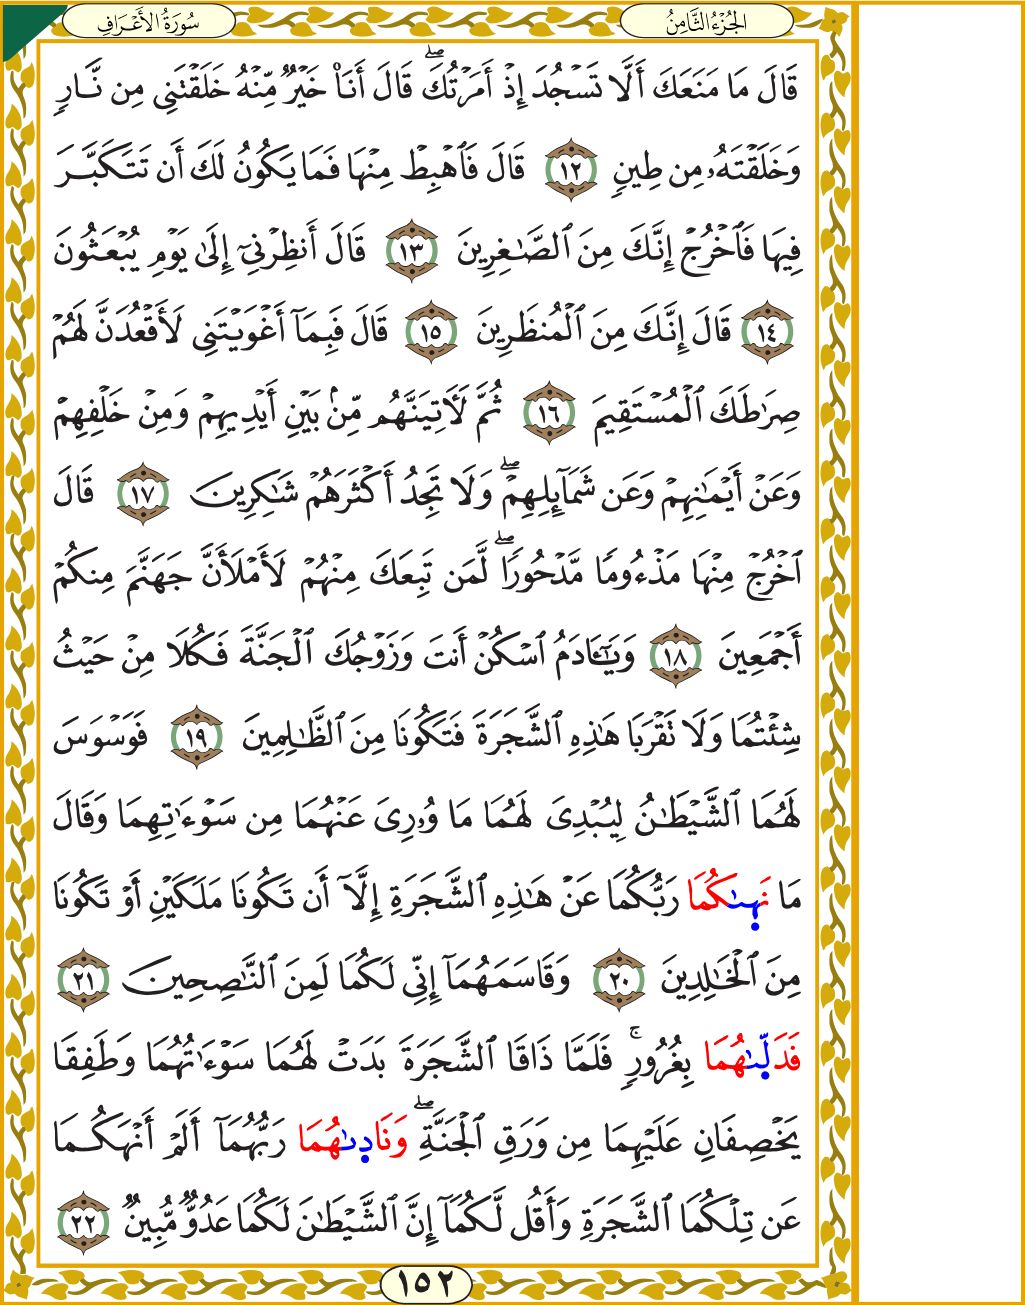 الجُزْءُ الثَّامِنُ
سُورَةُ الأَعْرَافِ
قَالَ مَا مَنَعَكَ أَلَّا تَسْجُدَ إِذْ أَمَرْتُكَۖ قَالَ أَنَا۠ خَيْرٌ مِّنْهُ خَلَقْتَنِى مِن نَّارٍ
وَخَلَقْتَهُۥ مِن طِينٍ ١٢ قَالَ فَٱهْبِطْ مِنْهَا فَمَا يَكُونُ لَكَ أَن تَتَكَبَّرَ
فِيهَا فَٱخْرُجْ إِنَّكَ مِنَ ٱلصَّٰغِرِينَ ١٣ قَالَ أَنظِرْنِىٓ إِلَىٰ يَوْمِ يُبْعَثُونَ
١٤ قَالَ إِنَّكَ مِنَ ٱلْمُنظَرِينَ ١٥ قَالَ فَبِمَآ أَغْوَيْتَنِى لَأَقْعُدَنَّ لَهُمْ
صِرَٰطَكَ ٱلْمُسْتَقِيمَ ١٦ ثُمَّ لَأٓتِيَنَّهُم مِّنۢ بَيْنِ أَيْدِيهِمْ وَمِنْ خَلْفِهِمْ
وَعَنْ أَيْمَٰنِهِمْ وَعَن شَمَآئِلِهِمْۖ وَلَا تَجِدُ أَكْثَرَهُمْ شَٰكِرِينَ ١٧ قَالَ
ٱخْرُجْ مِنْهَا مَذْءُومًا مَّدْحُورًاۖ لَّمَن تَبِعَكَ مِنْهُمْ لَأَمْلَأَنَّ جَهَنَّمَ مِنكُمْ
أَجْمَعِينَ ١٨ وَيَٰٓـَٔادَمُ ٱسْكُنْ أَنتَ وَزَوْجُكَ ٱلْجَنَّةَ فَكُلَا مِنْ حَيْثُ
شِئْتُمَا وَلَا تَقْرَبَا هَٰذِهِ ٱلشَّجَرَةَ فَتَكُونَا مِنَ ٱلظَّٰلِمِينَ ١٩ فَوَسْوَسَ
لَهُمَا ٱلشَّيْطَٰنُ لِيُبْدِىَ لَهُمَا مَا وُۥرِىَ عَنْهُمَا مِن سَوْءَٰتِهِمَا وَقَالَ
مَا نَهىٰكُمَا رَبُّكُمَا عَنْ هَٰذِهِ ٱلشَّجَرَةِ إِلَّآ أَن تَكُونَا مَلَكَيْنِ أَوْ تَكُونَا
مِنَ ٱلْخَٰلِدِينَ ٢٠ وَقَاسَمَهُمَآ إِنِّى لَكُمَا لَمِنَ ٱلنَّٰصِحِينَ ٢١
فَدَلّىٰهُمَا بِغُرُورٍۚ فَلَمَّا ذَاقَا ٱلشَّجَرَةَ بَدَتْ لَهُمَا سَوْءَٰتُهُمَا وَطَفِقَا
يَخْصِفَانِ عَلَيْهِمَا مِن وَرَقِ ٱلْجَنَّةِۖ وَنَادىٰهُمَا رَبُّهُمَآ أَلَمْ أَنْهَكُمَا
عَن تِلْكُمَا ٱلشَّجَرَةِ وَأَقُل لَّكُمَآ إِنَّ ٱلشَّيْطَٰنَ لَكُمَا عَدُوٌّ مُّبِينٌ ٢٢
١٥٢